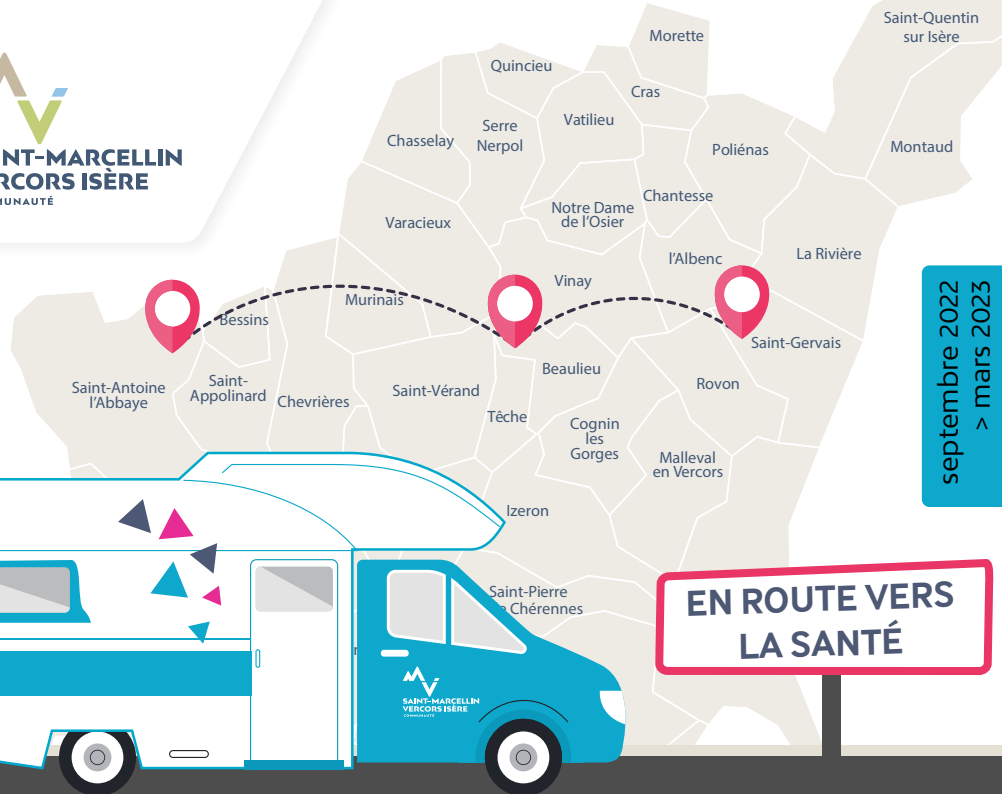 NT-MARCELLIN
RCORS ISÈRE
MUNAUTÉ
Morette
Saint-Quentin
sur Isère
Quincieu
Cras
Vatilieu
Serre
Nerpol
Chasselay
Poliénas
Montaud
Chantesse
Notre Dame
de l'Osier
Varacieux
l'Albenc
La Rivière
Vinay
Murinais
Bessins
Saint-Gervais
Beaulieu
Rovon
Saint-Antoine
l'Abbaye
Saint-
Appolinard
Chevrières
Saint-Vérand
Têche
Cognin
les
Gorges
Malleval
en Vercors
Izeron
Saint-Pierre
Chérennes
septembre 2022
> mars 2023
EN ROUTE VERS
LA SANTÉ
SAINT-MARCELLIN
VERCORS ISÈRE
COMMUNAUTÉ